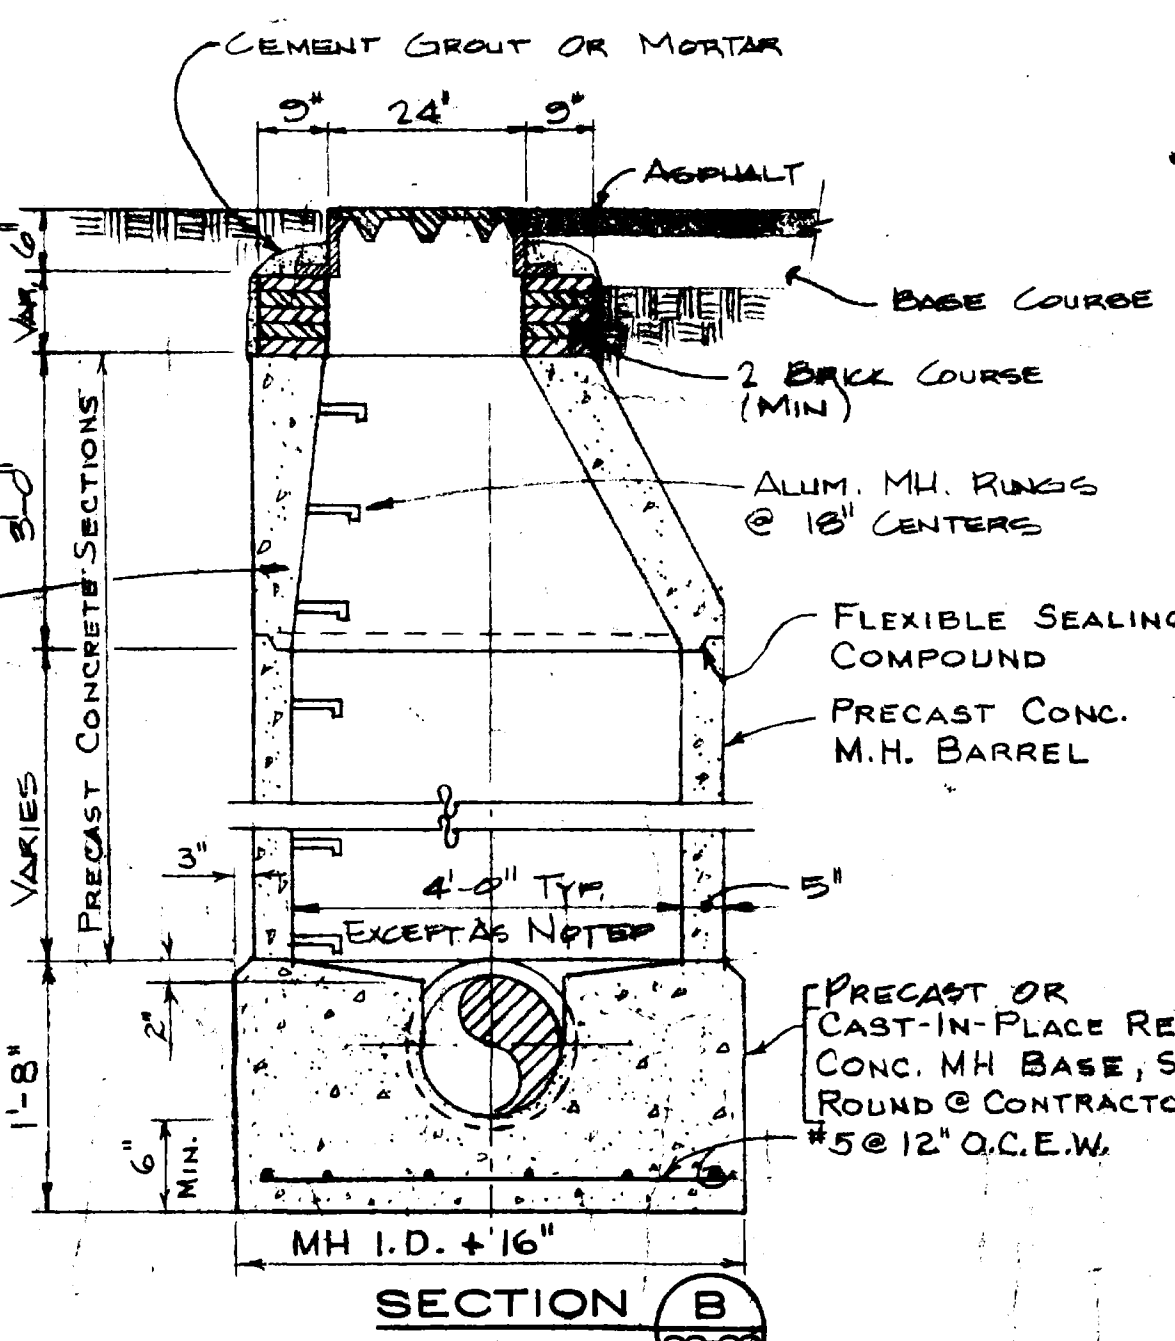 CEMENT GROUT OR MORTAR
9" 24" 9"
ASPHALT
6"
VAR.
BASE COURSE
2 BRICK COURSE
(MIN)
3'-0"
PRECAST CONCRETE SECTIONS
ALUM. MH. RUNGS
@ 18" CENTERS
FLEXIBLE SEALING
COMPOUND
PRECAST CONC.
M.H. BARREL
VARIES
3"
4'-0" TYP.
EXCEPT AS NOTED
5"
PRECAST OR
CAST-IN-PLACE RE
CONC. MH BASE, S
ROUND @ CONTRACTO
#5 @ 12" O.C.E.W.
2"
1'-8"
6"
MIN.
MH I.D. + 16"
SECTION B